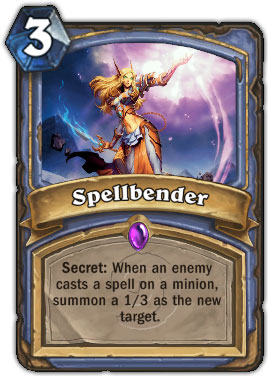 3
Spellbender
Secret: When an enemy
casts a spell on a minion,
summon a 1/3 as the new
target.